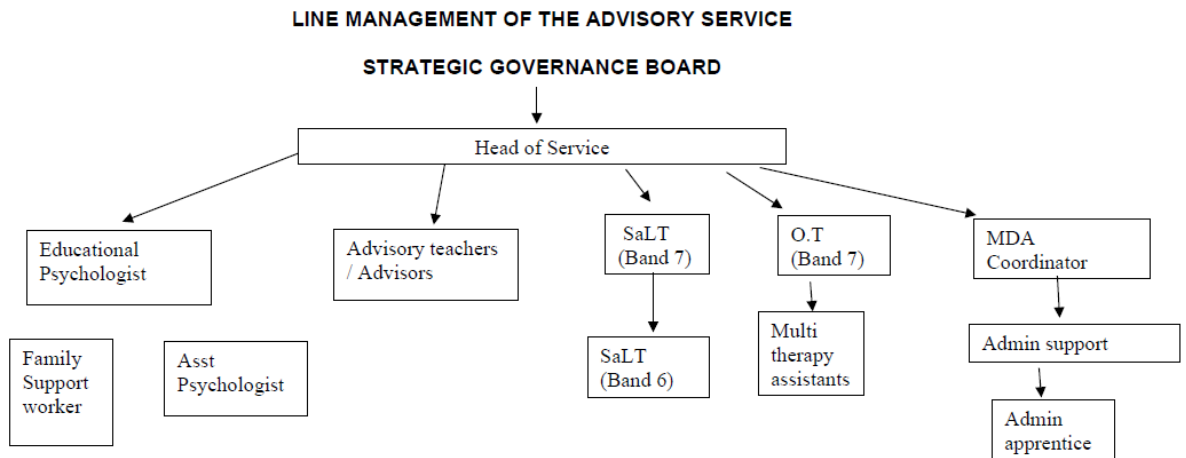 LINE MANAGEMENT OF THE ADVISORY SERVICE
STRATEGIC GOVERNANCE BOARD
Head of Service
Educational
Psychologist
Advisory teachers
/ Advisors
SaLT
(Band 7)
O.T
(Band 7)
MDA
Coordinator
Family
Support
worker
Asst
Psychologist
SaLT
(Band 6)
Multi
therapy
assistants
Admin support
Admin
apprentice